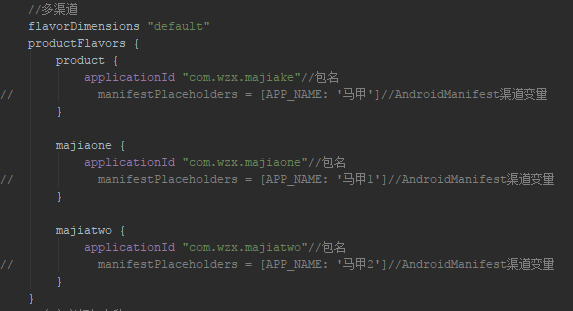 //多渠道
flavorDimensions "default"
productFlavors {
product {
applicationId "com.wzx.majiake"//包名
// manifestPlaceholders = [APP_NAME: '马甲']//AndroidManifest渠道变量
}
majiaone {
applicationId "com.wzx.majiaone"//包名
// manifestPlaceholders = [APP_NAME: '马甲1']//AndroidManifest渠道变量
}
majiatwo {
applicationId "com.wzx.majiatwo"//包名
// manifestPlaceholders = [APP_NAME: '马甲2']//AndroidManifest渠道变量
}
}